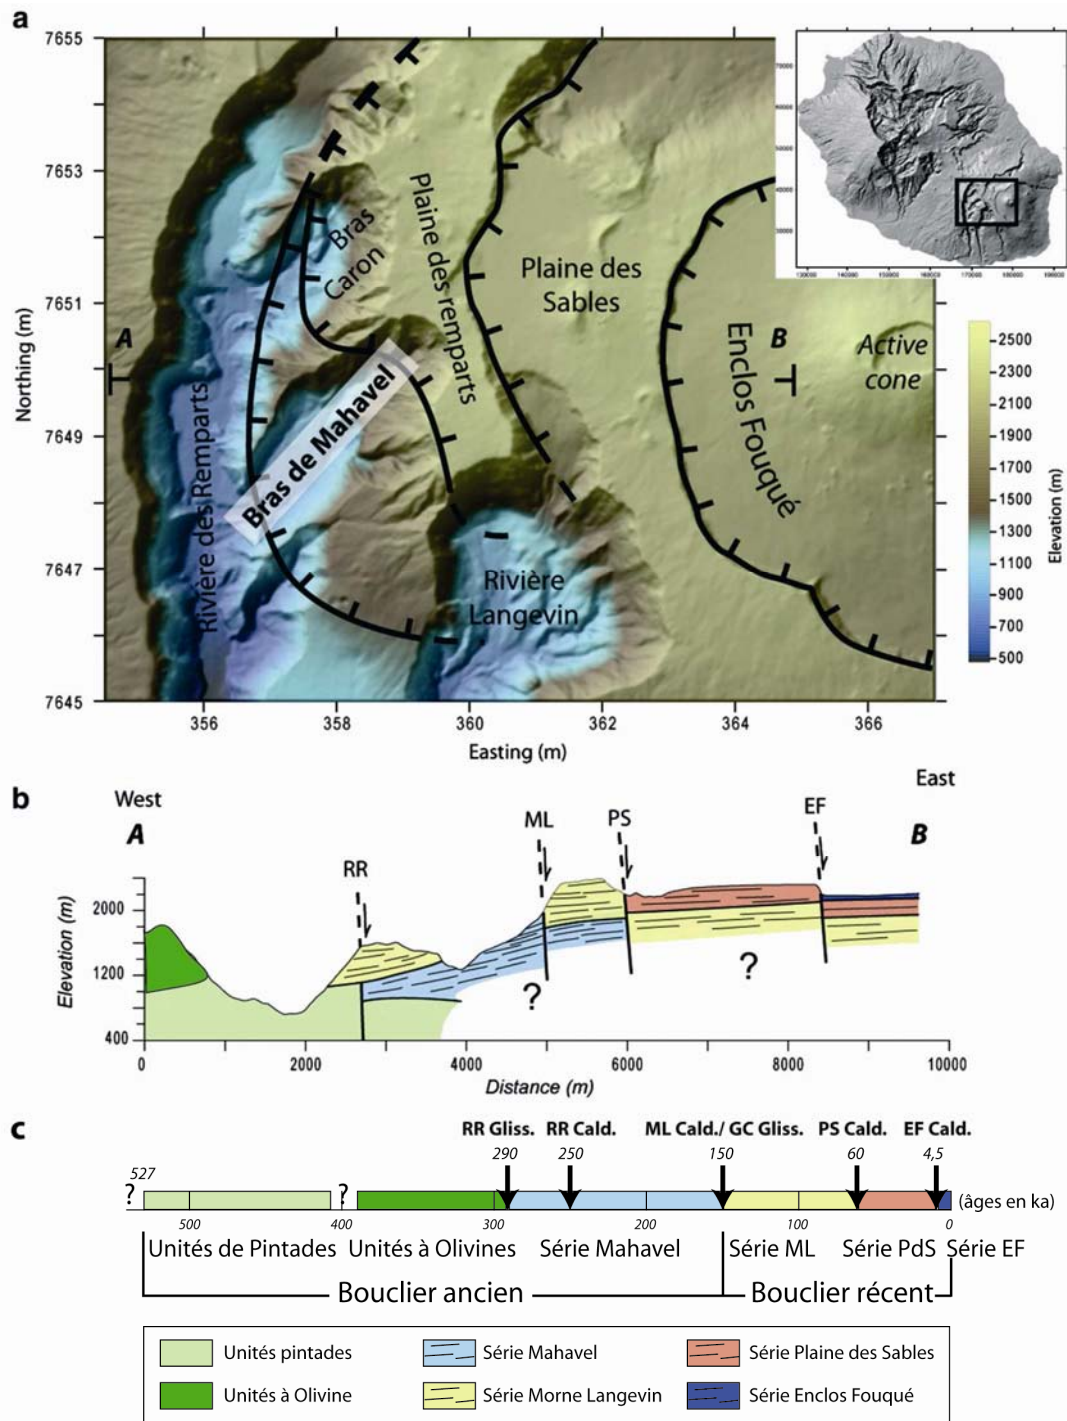 a
7655
7653
7651
7649
7647
7645
Northing (m)
356
358
360
362
364
366
Easting (m)
A
B
Bras
Caron
Plaine des remparts
Plaine des
Sables
Enclos Fouqué
Active
cone
Rivière des Remparts
Bras de Mahavel
Rivière
Langevin
2500
2300
2100
1900
1700
1500
1300
1100
900
700
500
Elevation (m)
b
West
East
A
B
RR
ML
PS
EF
Elevation (m)
2000
1200
400
?
?
0
2000
4000
6000
8000
10000
Distance (m)
c
RR Gliss.
RR Cald.
ML Cald./ GC Gliss.
PS Cald.
EF Cald.
290
250
150
60
4,5
527
?
?
(âges en ka)
500
400
300
200
100
0
Unités de Pintades
Unités à Olivines
Série Mahavel
Série ML
Série PdS
Série EF
Bouclier ancien
Bouclier récent
Unités pintades
Série Mahavel
Série Plaine des Sables
Unités à Olivine
Série Morne Langevin
Série Enclos Fouqué